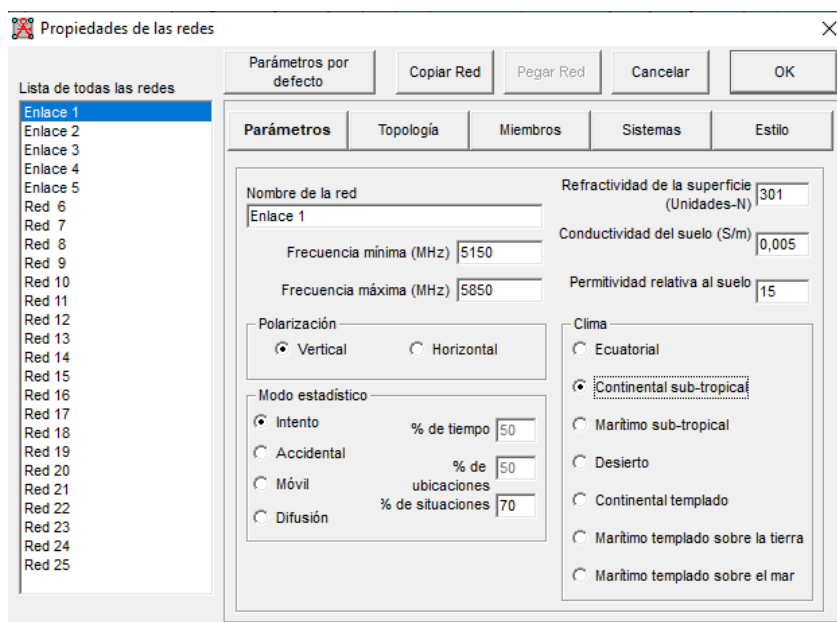 Propiedades de las redes
Parámetros por
defecto
Copiar Red
Pegar Red
Cancelar
OK
Lista de todas las redes
Enlace 1
Enlace 2
Enlace 3
Enlace 4
Enlace 5
Red 6
Red 7
Red 8
Red 9
Red 10
Red 11
Red 12
Red 13
Red 14
Red 15
Red 16
Red 17
Red 18
Red 19
Red 20
Red 21
Red 22
Red 23
Red 24
Red 25
Parámetros
Topología
Miembros
Sistemas
Estilo
Nombre de la red
Enlace 1
Frecuencia mínima (MHz) 5150
Frecuencia máxima (MHz) 5850
Refractividad de la superficie
(Unidades-N) 301
Conductividad del suelo (S/m)
0,005
Permitividad relativa al suelo
15
Polarización
Vertical
Horizontal
Modo estadístico
Intento
Accidental
Móvil
Difusión
% de tiempo 50
% de
ubicaciones
50
% de situaciones 70
Clima
Ecuatorial
Continental sub-tropical
Marítimo sub-tropical
Desierto
Continental templado
Marítimo templado sobre la tierra
Marítimo templado sobre el mar